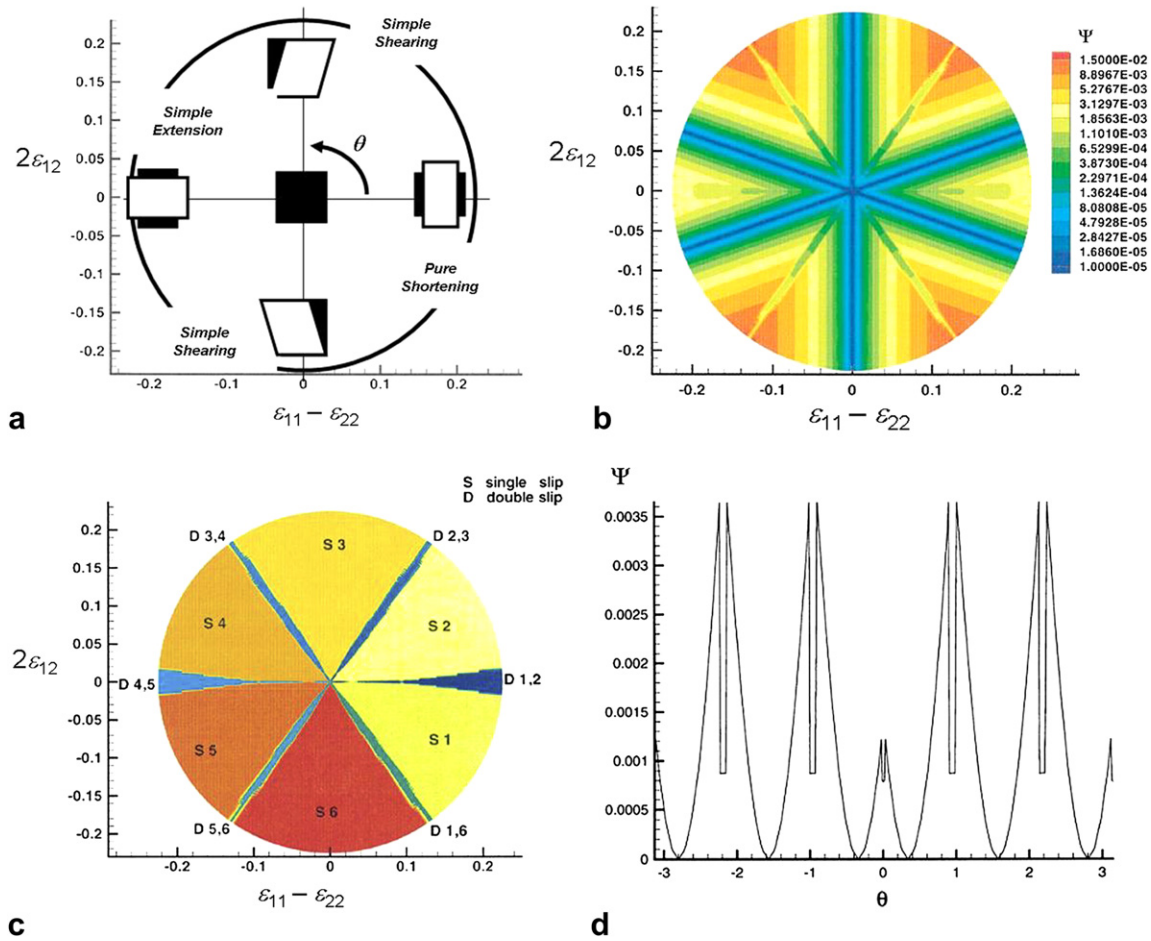 0.2
0.15
0.1
0.05
0
-0.05
-0.1
-0.15
-0.2
2ε12
-0.2 0 0.1 0.2
ε11 − ε22
Simple
Shearing
Simple
Extension
θ
Pure
Shortening
Simple
Shearing
a
0.2
0.15
0.1
0.05
0
-0.05
-0.1
-0.15
-0.2
2ε12
-0.2 -0.1 0 0.1 0.2
ε11 − ε22
Ψ
1.5000E-02
8.8967E-03
5.2767E-03
3.1297E-03
1.8563E-03
1.1010E-03
6.5299E-04
3.8730E-04
2.2971E-04
1.3624E-04
8.0808E-05
4.7928E-05
2.8427E-05
1.6860E-05
1.0000E-05
b
S single slip
D double slip
0.2
0.15
0.1
0.05
0
-0.05
-0.1
-0.15
-0.2
2ε12
D 3,4
S 3
D 2,3
S 4
S 2
D 4,5
D 1,2
S 5
S 1
D 5,6
S 6
D 1,6
-0.2 -0.1 0 0.1 0.2
ε11 − ε22
c
Ψ
0.0035
0.003
0.0025
0.002
0.0015
0.001
0.0005
0
-3 -2 -1 0 1 2 3
θ
d